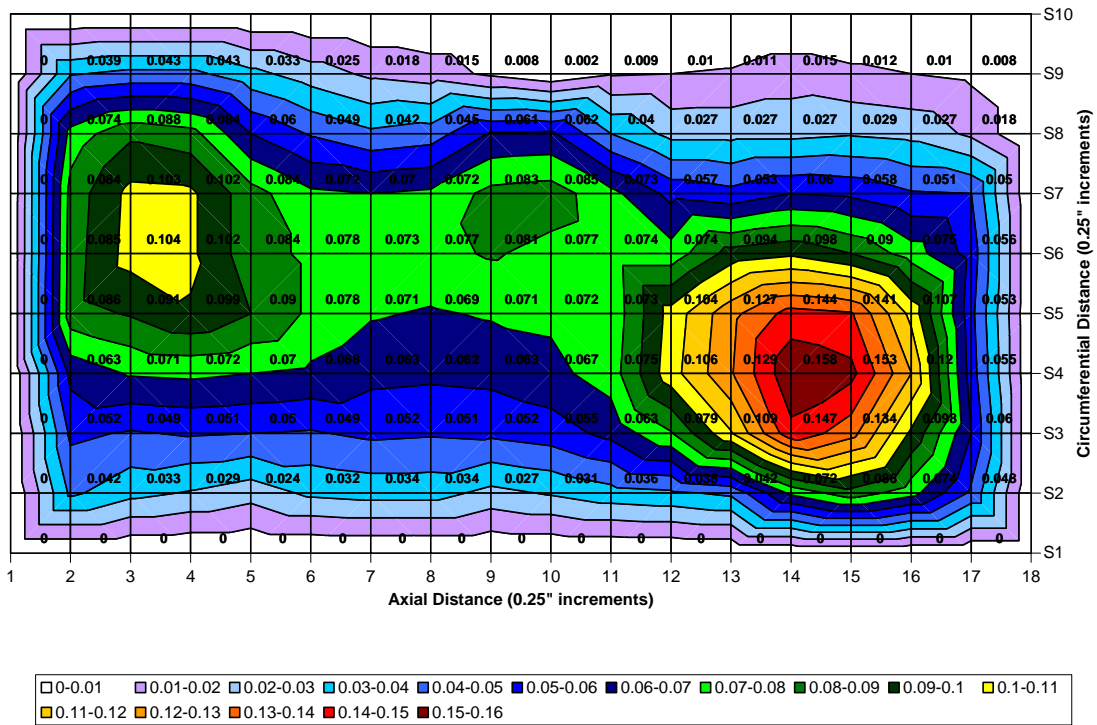 S10
0 0.039 0.043 0.043 0.033 0.025 0.018 0.015 0.008 0.002 0.009 0.01 0.011 0.015 0.012 0.01 0.008
S9
0 0.074 0.088 0.06 0.049 0.042 0.045 0.061 0.062 0.04 0.027 0.027 0.027 0.029 0.027 0.018
S8
0 0.084 0.103 0.102 0.084 0.072 0.07 0.072 0.083 0.085 0.073 0.057 0.053 0.06 0.058 0.051 0.05
S7
0 0.085 0.104 0.102 0.084 0.078 0.073 0.077 0.081 0.077 0.074 0.074 0.094 0.098 0.09 0.075 0.056
S6
0 0.086 0.091 0.099 0.09 0.078 0.071 0.069 0.071 0.072 0.073 0.104 0.127 0.144 0.141 0.107 0.053
S5
0 0.063 0.071 0.072 0.07 0.068 0.063 0.062 0.063 0.067 0.075 0.106 0.129 0.158 0.153 0.12 0.055
S4
0 0.052 0.049 0.051 0.05 0.049 0.052 0.051 0.052 0.055 0.063 0.079 0.109 0.147 0.134 0.098 0.06
S3
0 0.042 0.033 0.029 0.024 0.032 0.034 0.034 0.027 0.031 0.036 0.035 0.042 0.072 0.088 0.074 0.048
S2
0 0 0 0 0 0 0 0 0 0 0 0 0 0 0 0 0
S1
Circumferential Distance (0.25" increments)
1 2 3 4 5 6 7 8 9 10 11 12 13 14 15 16 17 18
Axial Distance (0.25" increments)
0-0.01 0.01-0.02 0.02-0.03 0.03-0.04 0.04-0.05 0.05-0.06 0.06-0.07 0.07-0.08 0.08-0.09 0.09-0.1 0.1-0.11
0.11-0.12 0.12-0.13 0.13-0.14 0.14-0.15 0.15-0.16